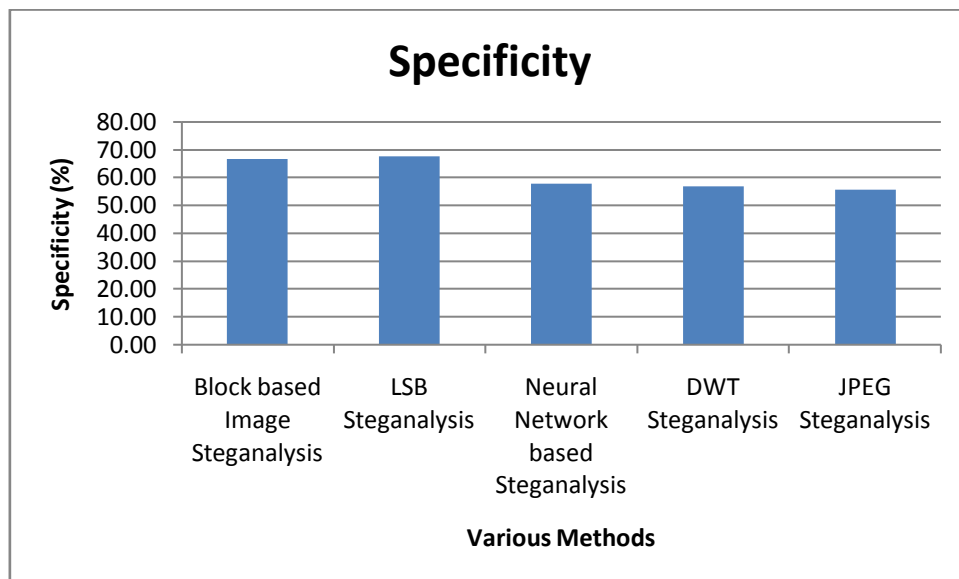 Specificity
Specificity (%)
80.00
70.00
60.00
50.00
40.00
30.00
20.00
10.00
0.00
Block based
Image
Steganalysis
LSB
Steganalysis
Neural
Network
based
Steganalysis
DWT
Steganalysis
JPEG
Steganalysis
Various Methods